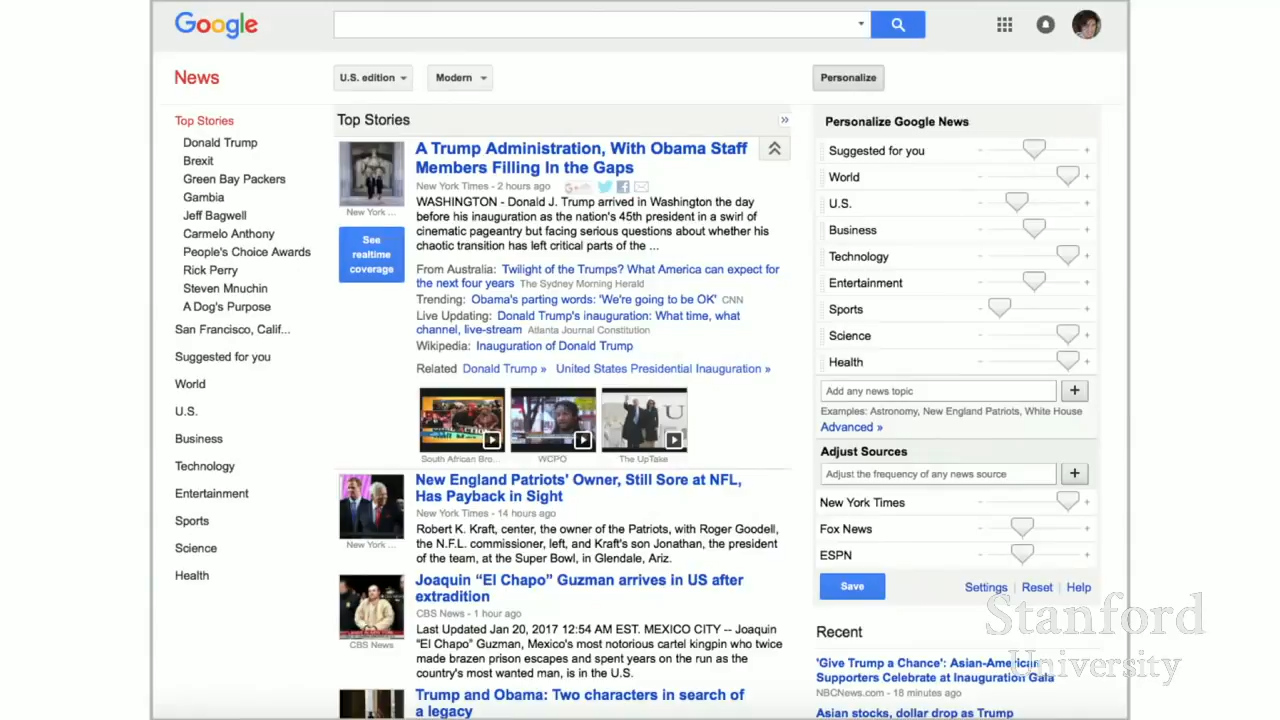 Google
News
U.S. edition
Modern
Personalize
Top Stories
Donald Trump
Brexit
Green Bay Packers
Gambia
Jeff Bagwell
Carmelo Anthony
People's Choice Awards
Rick Perry
Steven Mnuchin
A Dog's Purpose
San Francisco, Calif...
Suggested for you
World
U.S.
Business
Technology
Entertainment
Sports
Science
Health
Top Stories
»
A Trump Administration, With Obama Staff
Members Filling In the Gaps
New York Times - 2 hours ago
New York ...
See
realtime
coverage
WASHINGTON - Donald J. Trump arrived in Washington the day
before his inauguration as the nation's 45th president in a swirl of
cinematic pageantry but facing serious questions about whether his
chaotic transition has left critical parts of the ...
From Australia: Twilight of the Trumps? What America can expect for
the next four years The Sydney Morning Herald
Trending: Obama's parting words: 'We're going to be OK' CNN
Live Updating: Donald Trump's inauguration: What time, what
channel, live-stream Atlanta Journal Constitution
Wikipedia: Inauguration of Donald Trump
Related Donald Trump » United States Presidential Inauguration »
South African Bro...
WCPO
The UpTake
New England Patriots' Owner, Still Sore at NFL,
Has Payback in Sight
New York Times - 14 hours ago
New York ...
Robert K. Kraft, center, the owner of the Patriots, with Roger Goodell,
the N.F.L. commissioner, left, and Kraft's son Jonathan, the president
of the team, at the Super Bowl, in Glendale, Ariz.
Joaquin “El Chapo” Guzman arrives in US after
extradition
CBS News - 1 hour ago
CBS News
Last Updated Jan 20, 2017 12:54 AM EST. MEXICO CITY -- Joaquin
"El Chapo" Guzman, Mexico's most notorious cartel kingpin who twice
made brazen prison escapes and spent years on the run as the
country's most wanted man, is in the U.S.
Trump and Obama: Two characters in search of
a legacy
Personalize Google News
Suggested for you - +
World - +
U.S. - +
Business - +
Technology - +
Entertainment - +
Sports - +
Science - +
Health - +
Add any news topic +
Examples: Astronomy, New England Patriots, White House
Advanced »
Adjust Sources
Adjust the frequency of any news source +
New York Times - +
Fox News - +
ESPN - +
Save
Settings | Reset | Help
Stanford
University
Recent
'Give Trump a Chance': Asian-American
Supporters Celebrate at Inauguration Gala
NBCNews.com - 18 minutes ago
Asian stocks, dollar drop as Trump